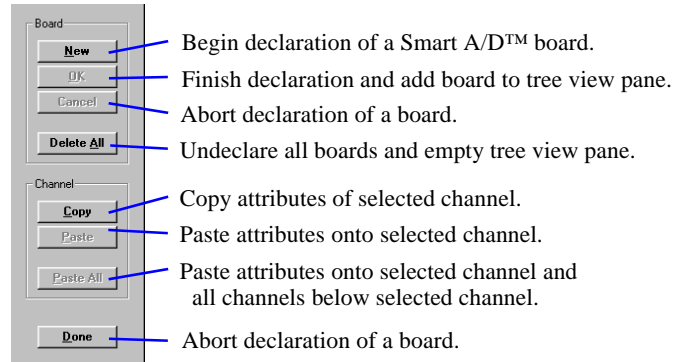 Board
New
Begin declaration of a Smart A/D™ board.
OK
Finish declaration and add board to tree view pane.
Cancel
Abort declaration of a board.
Delete All
Undeclare all boards and empty tree view pane.
Channel
Copy
Copy attributes of selected channel.
Paste
Paste attributes onto selected channel.
Paste All
Paste attributes onto selected channel and
all channels below selected channel.
Done
Abort declaration of a board.